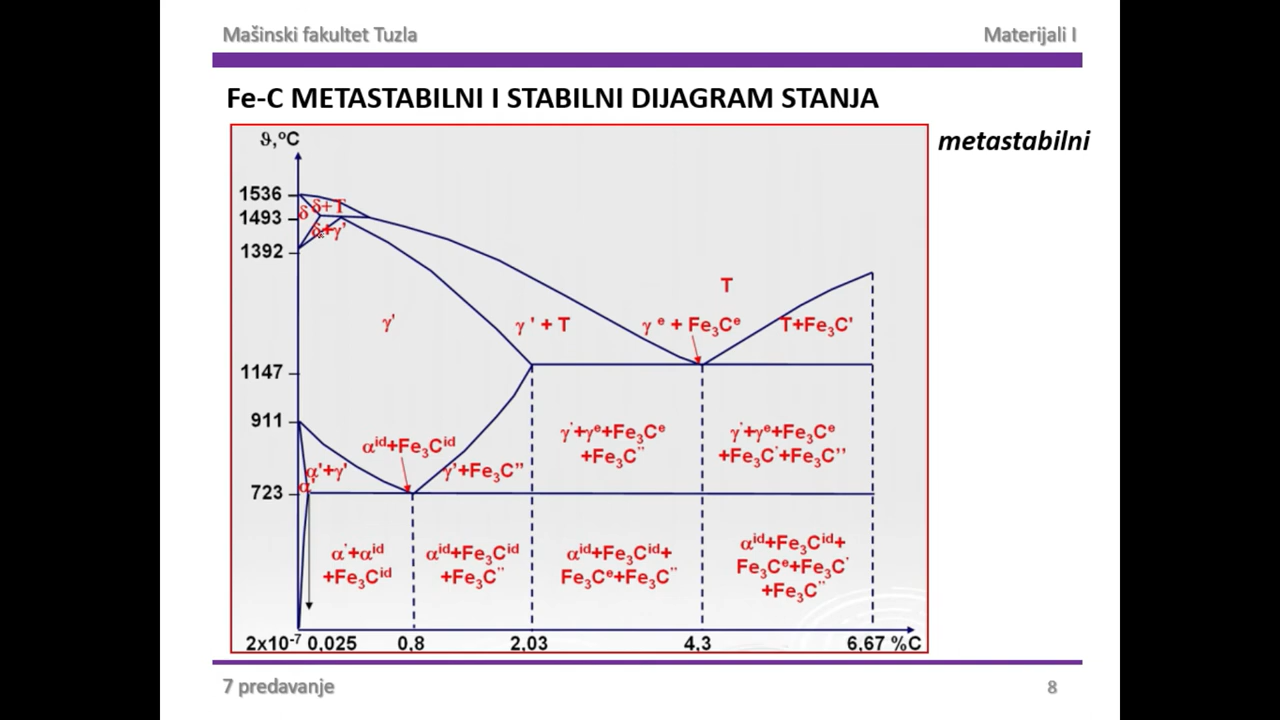 Mašinski fakultet Tuzla
Materijali I
Fe-C METASTABILNI I STABILNI DIJAGRAM STANJA
metastabilni
ϑ,ºC
1536
δ+T
δ
1493
δ+γ'
1392
T
γ'
γ ' + T
γ ᵉ + Fe₃Cᵉ
T+Fe₃C'
1147
911
γ'+γᵉ+Fe₃Cᵉ
+Fe₃C¨
γ'+γᵉ+Fe₃Cᵉ
+Fe₃C'+Fe₃C’’
αⁱᵈ+Fe₃Cⁱᵈ
α'+γ'
γ'+Fe₃C”
α'
723
α'+αⁱᵈ
+Fe₃Cⁱᵈ
αⁱᵈ+Fe₃Cⁱᵈ
+Fe₃C¨
αⁱᵈ+Fe₃Cⁱᵈ+
Fe₃Cᵉ+Fe₃C¨
αⁱᵈ+Fe₃Cⁱᵈ+
Fe₃Cᵉ+Fe₃C'
+Fe₃C¨
2x10⁻⁷ 0,025 0,8 2,03 4,3 6,67 %C
7 predavanje
8